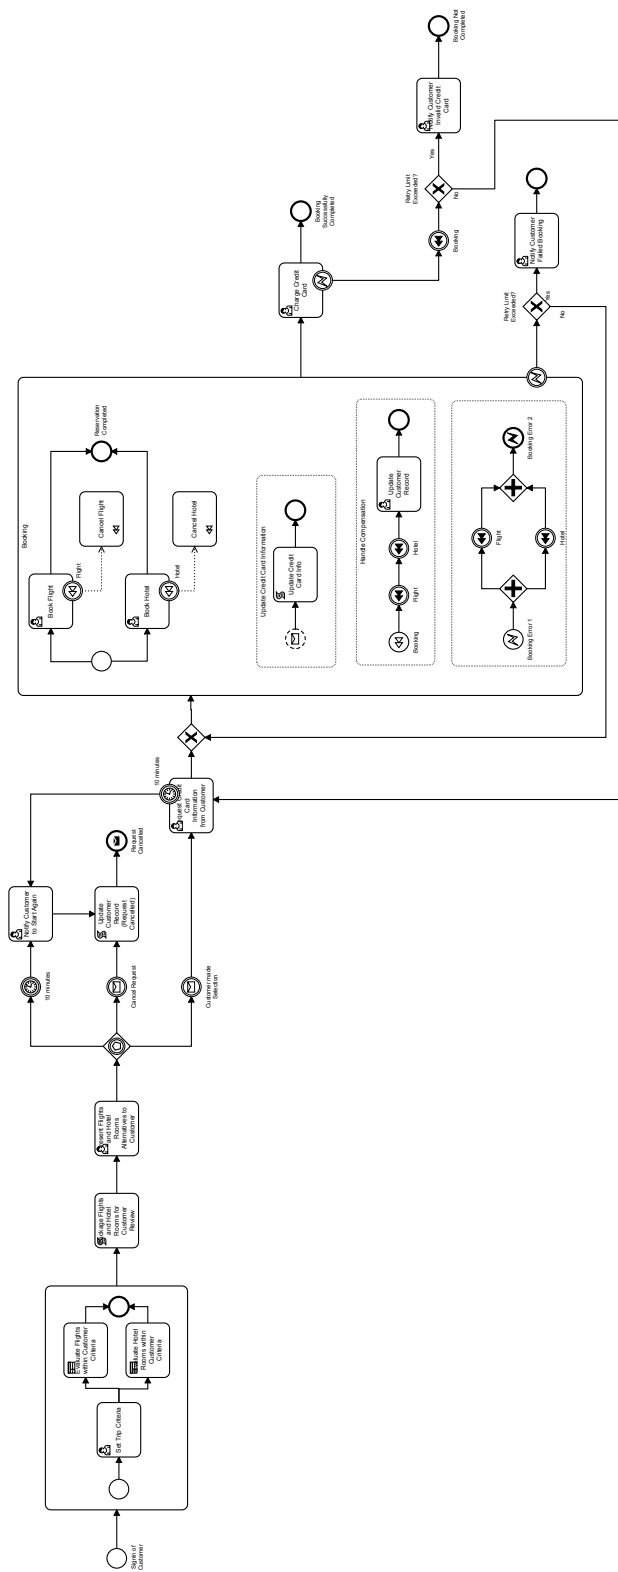 Signin of
Customer
Set Trip Criteria
Evaluate Flights
within Customer
Criteria
luate Hotel
Rooms within
Customer
Criteria
ckage Flights
and Hotel
Rooms for
Customer
Review
esent Flights
and Hotel
Rooms
Alternatives to
Customer
10 minutes
Cancel Request
Customer made
Selection
Notify Customer
to Start Again
Update
Customer
Record
(Request
Cancelled)
Request
Cancelled
10 minutes
Card
Information
from Customer
Booking
Book Flight
Flight
Cancel Flight
Book Hotel
Hotel
Cancel Hotel
Reservation
Completed
Update Credit Card Information
Update Credit
Card Info
Handle Compensation
Booking
Flight
Hotel
Update
Customer
Record
Booking Error 1
Flight
Hotel
Booking Error 2
Charge Credit
Card
Booking
Successfully
Completed
Booking
Retry Limit
Exceeded?
Yes
No
Notify Customer
Invalid Credit
Card
Booking Not
Completed
Retry Limit
Exceeded?
Yes
No
Notify Customer
Failed Booking